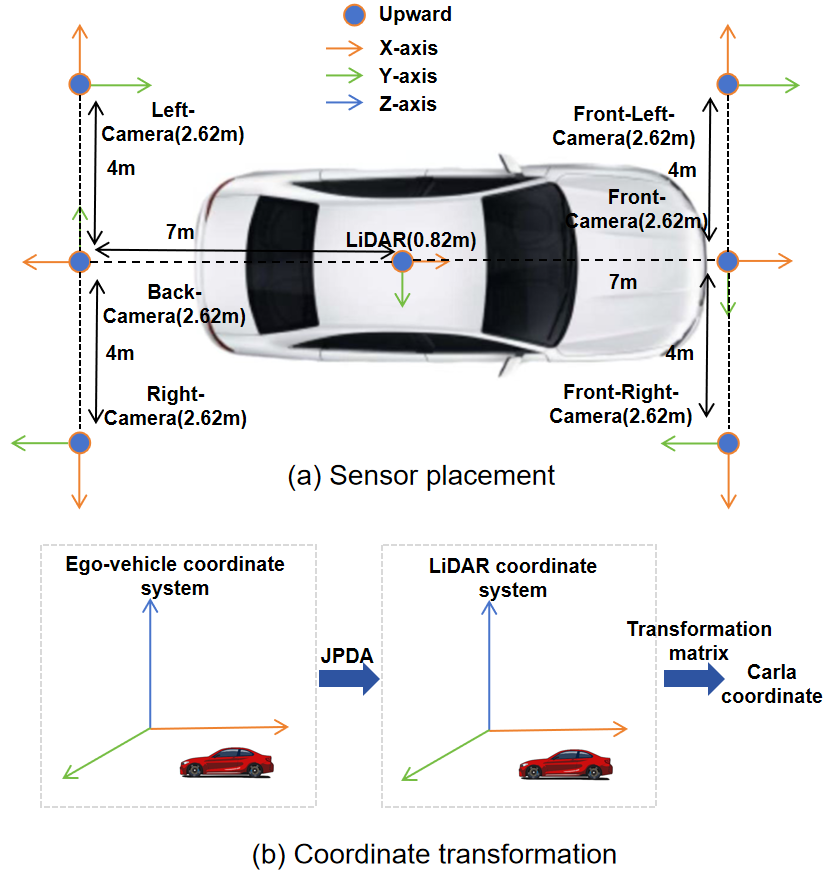 Upward
X-axis
Y-axis
Z-axis
Left-
Camera(2.62m)
4m
Front-Left-
Camera(2.62m)
4m
Front-
Camera(2.62m)
7m
LiDAR(0.82m)
7m
Back-
Camera(2.62m)
4m
4m
Right-
Camera(2.62m)
Front-Right-
Camera(2.62m)
(a) Sensor placement
Ego-vehicle coordinate
system
JPDA
LiDAR coordinate
system
Transformation
matrix
Carla
coordinate
(b) Coordinate transformation